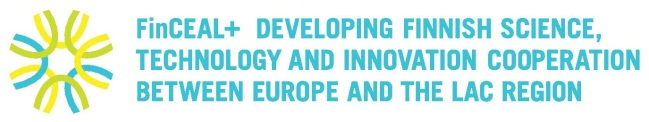 FinCEAL+ DEVELOPING FINNISH SCIENCE,
TECHNOLOGY AND INNOVATION COOPERATION
BETWEEN EUROPE AND THE LAC REGION